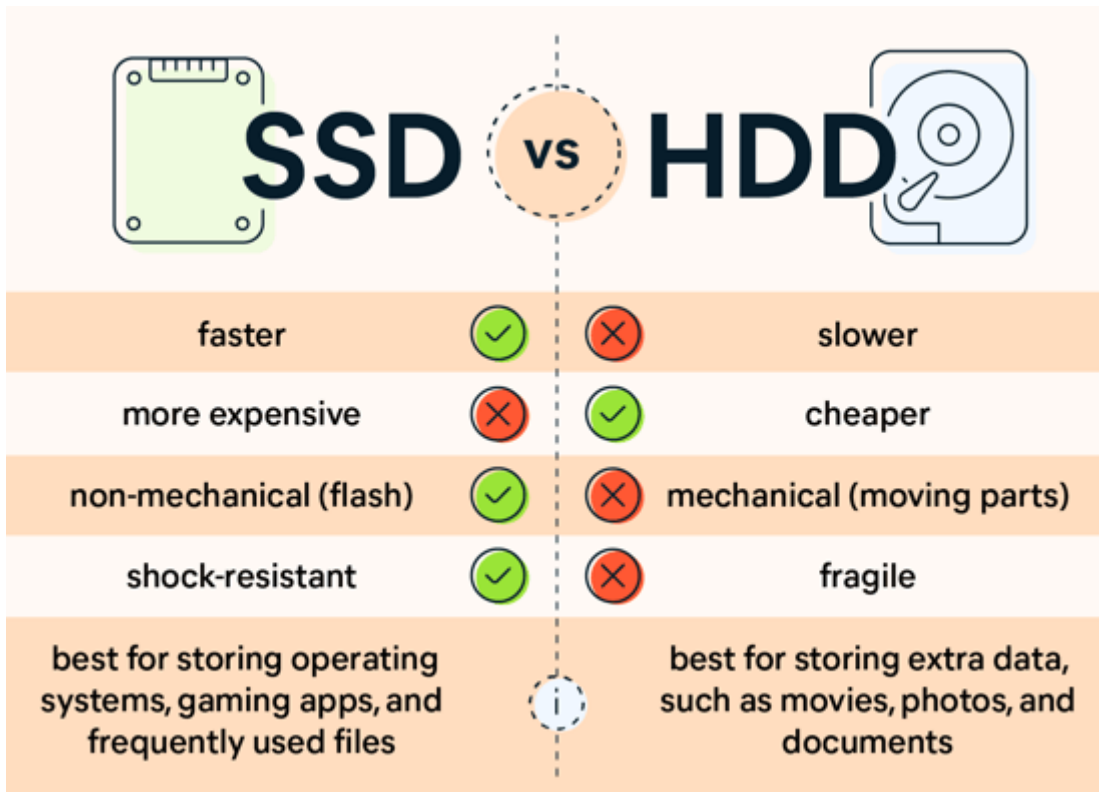 SSD vs HDD
faster slower
more expensive cheaper
non-mechanical (flash) mechanical (moving parts)
shock-resistant fragile
best for storing operating
systems, gaming apps, and
frequently used files
i
best for storing extra data,
such as movies, photos, and
documents